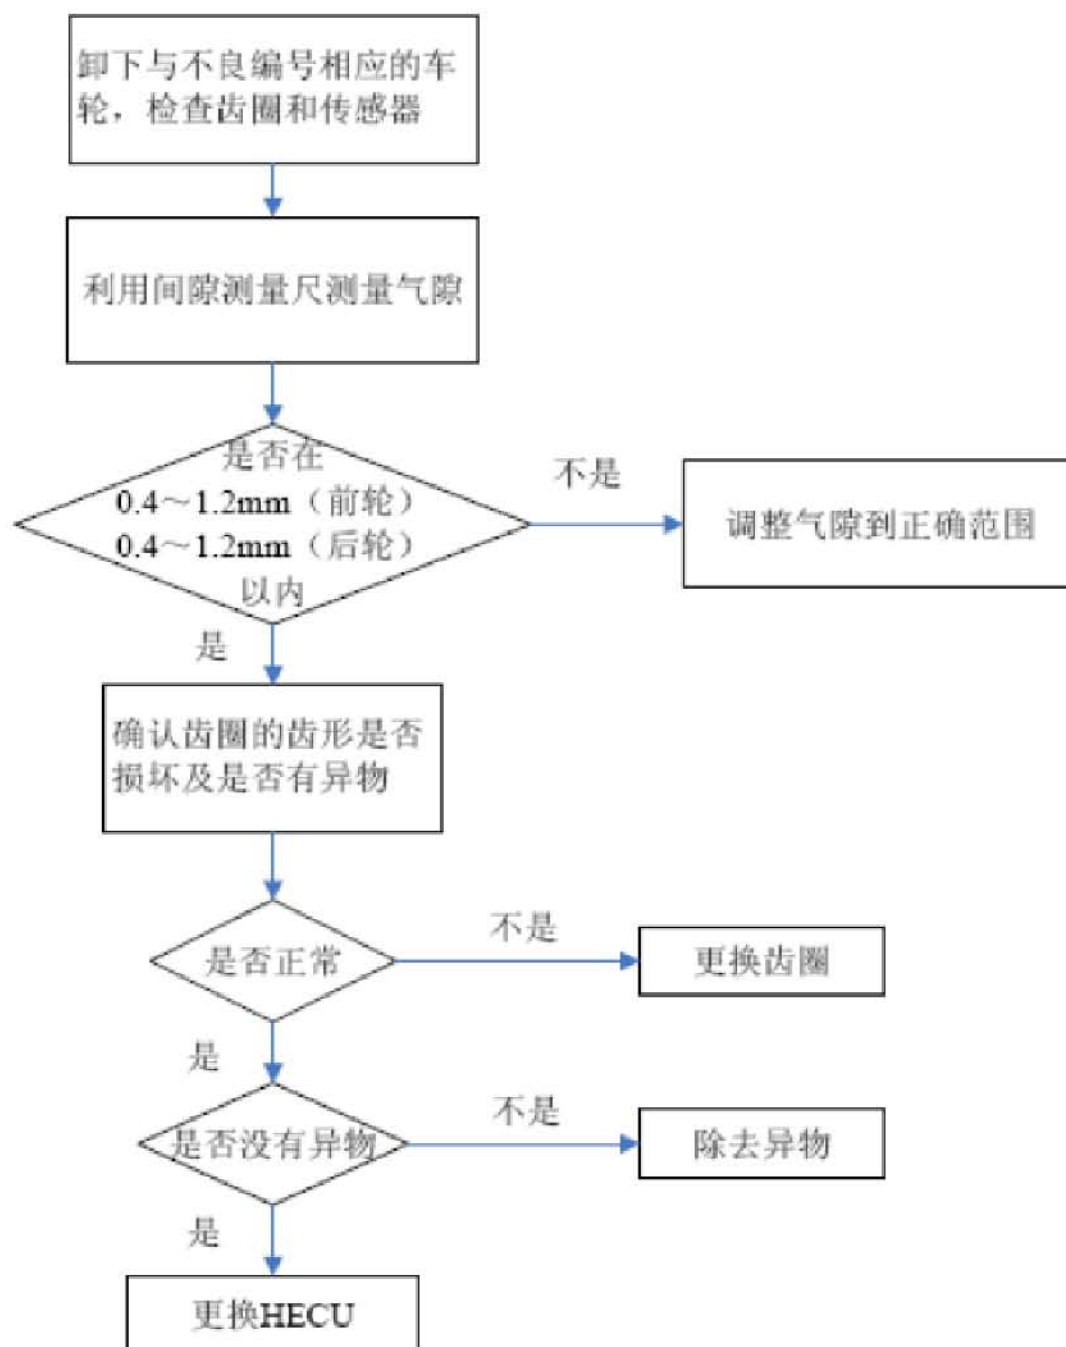 卸下与不良编号相应的车
轮，检查齿圈和传感器
利用间隙测量尺测量气隙
是否在
0.4～1.2mm（前轮）
0.4～1.2mm（后轮）
以内
不是
调整气隙到正确范围
是
确认齿圈的齿形是否
损坏及是否有异物
是否正常
不是
更换齿圈
是
是否没有异物
不是
除去异物
是
更换HECU